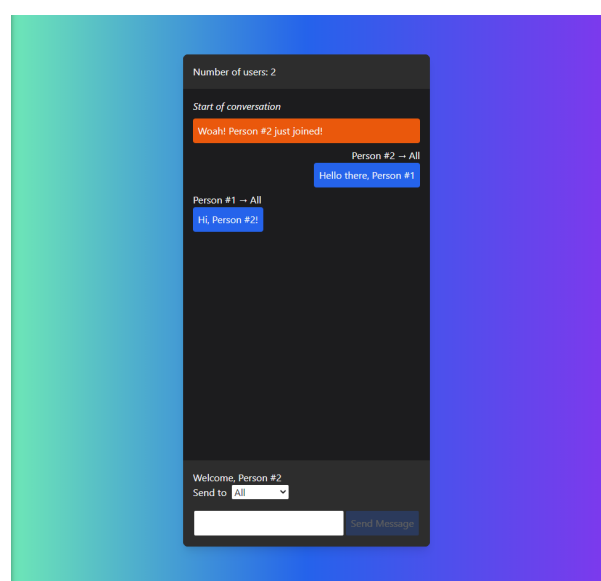 Number of users: 2
Start of conversation
Woah! Person #2 just joined!
Person #2 → All
Hello there, Person #1
Person #1 → All
Hi, Person #2!
Welcome, Person #2
Send to All
Send Message